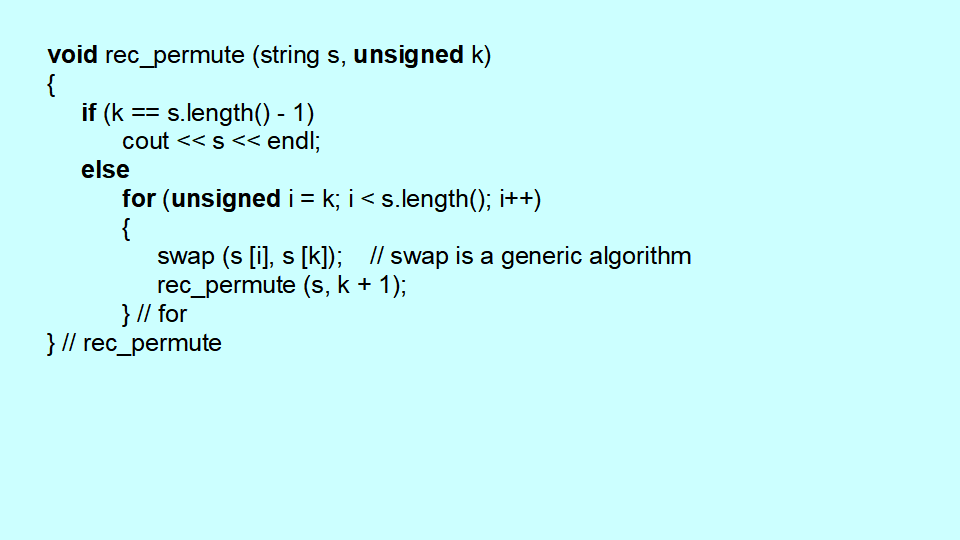 void rec_permute (string s, unsigned k)
{
if (k == s.length() - 1)
cout << s << endl;
else
for (unsigned i = k; i < s.length(); i++)
{
swap (s [i], s [k]);    // swap is a generic algorithm
rec_permute (s, k + 1);
} // for
} // rec_permute